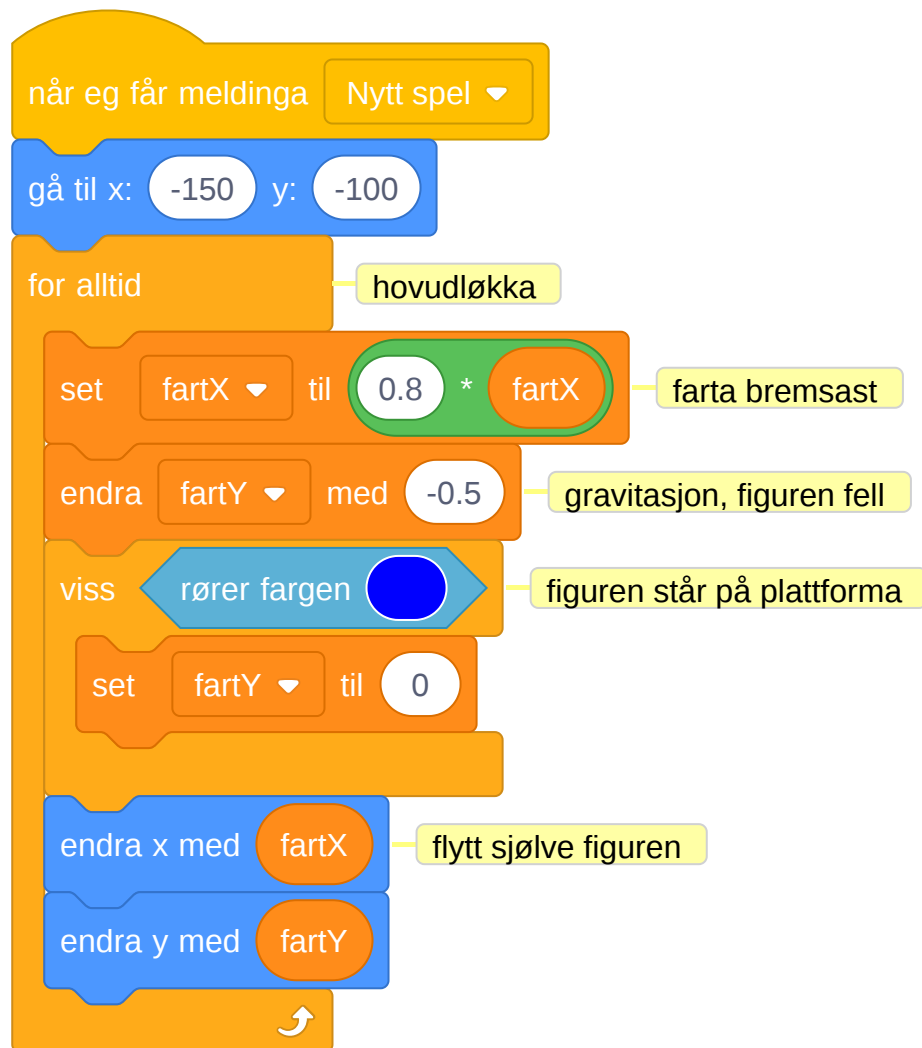 når eg får meldinga Nytt spel
gå til x: -150 y: -100
for alltid hovudløkka
set fartX til 0.8 * fartX farta bremsast
endra fartY med -0.5 gravitasjon, figuren fell
viss rører fargen figuren står på plattforma
set fartY til 0
endra x med fartX flytt sjølve figuren
endra y med fartY